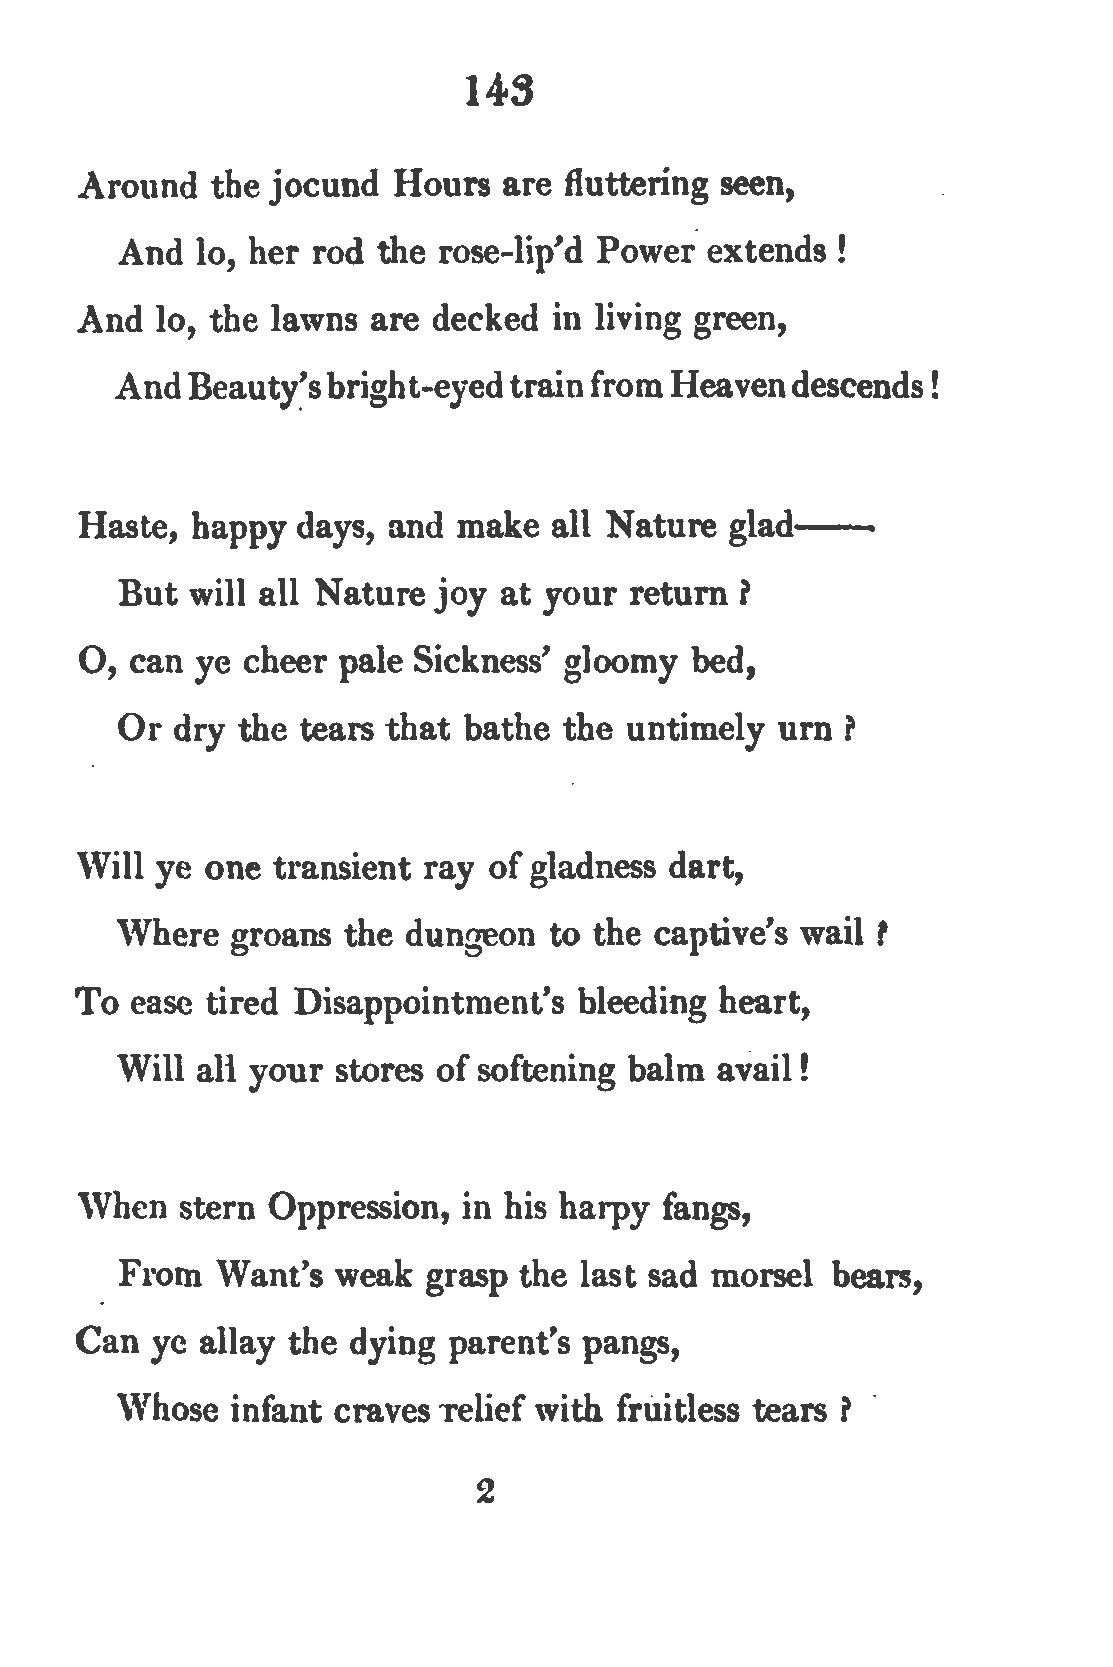 143
Around the jocund Hours are fluttering seen,
And lo, her rod the rose-lip'd Power extends !
And lo, the lawns are decked in living green,
And Beauty's bright-eyed train from Heaven descends !
Haste, happy days, and make all Nature glad——
But will all Nature joy at your return ?
O, can ye cheer pale Sickness' gloomy bed,
Or dry the tears that bathe the untimely urn ?
Will ye one transient ray of gladness dart,
Where groans the dungeon to the captive's wail ?
To ease tired Disappointment's bleeding heart,
Will all your stores of softening balm avail !
When stern Oppression, in his harpy fangs,
From Want's weak grasp the last sad morsel bears,
Can ye allay the dying parent's pangs,
Whose infant craves relief with fruitless tears ?
2